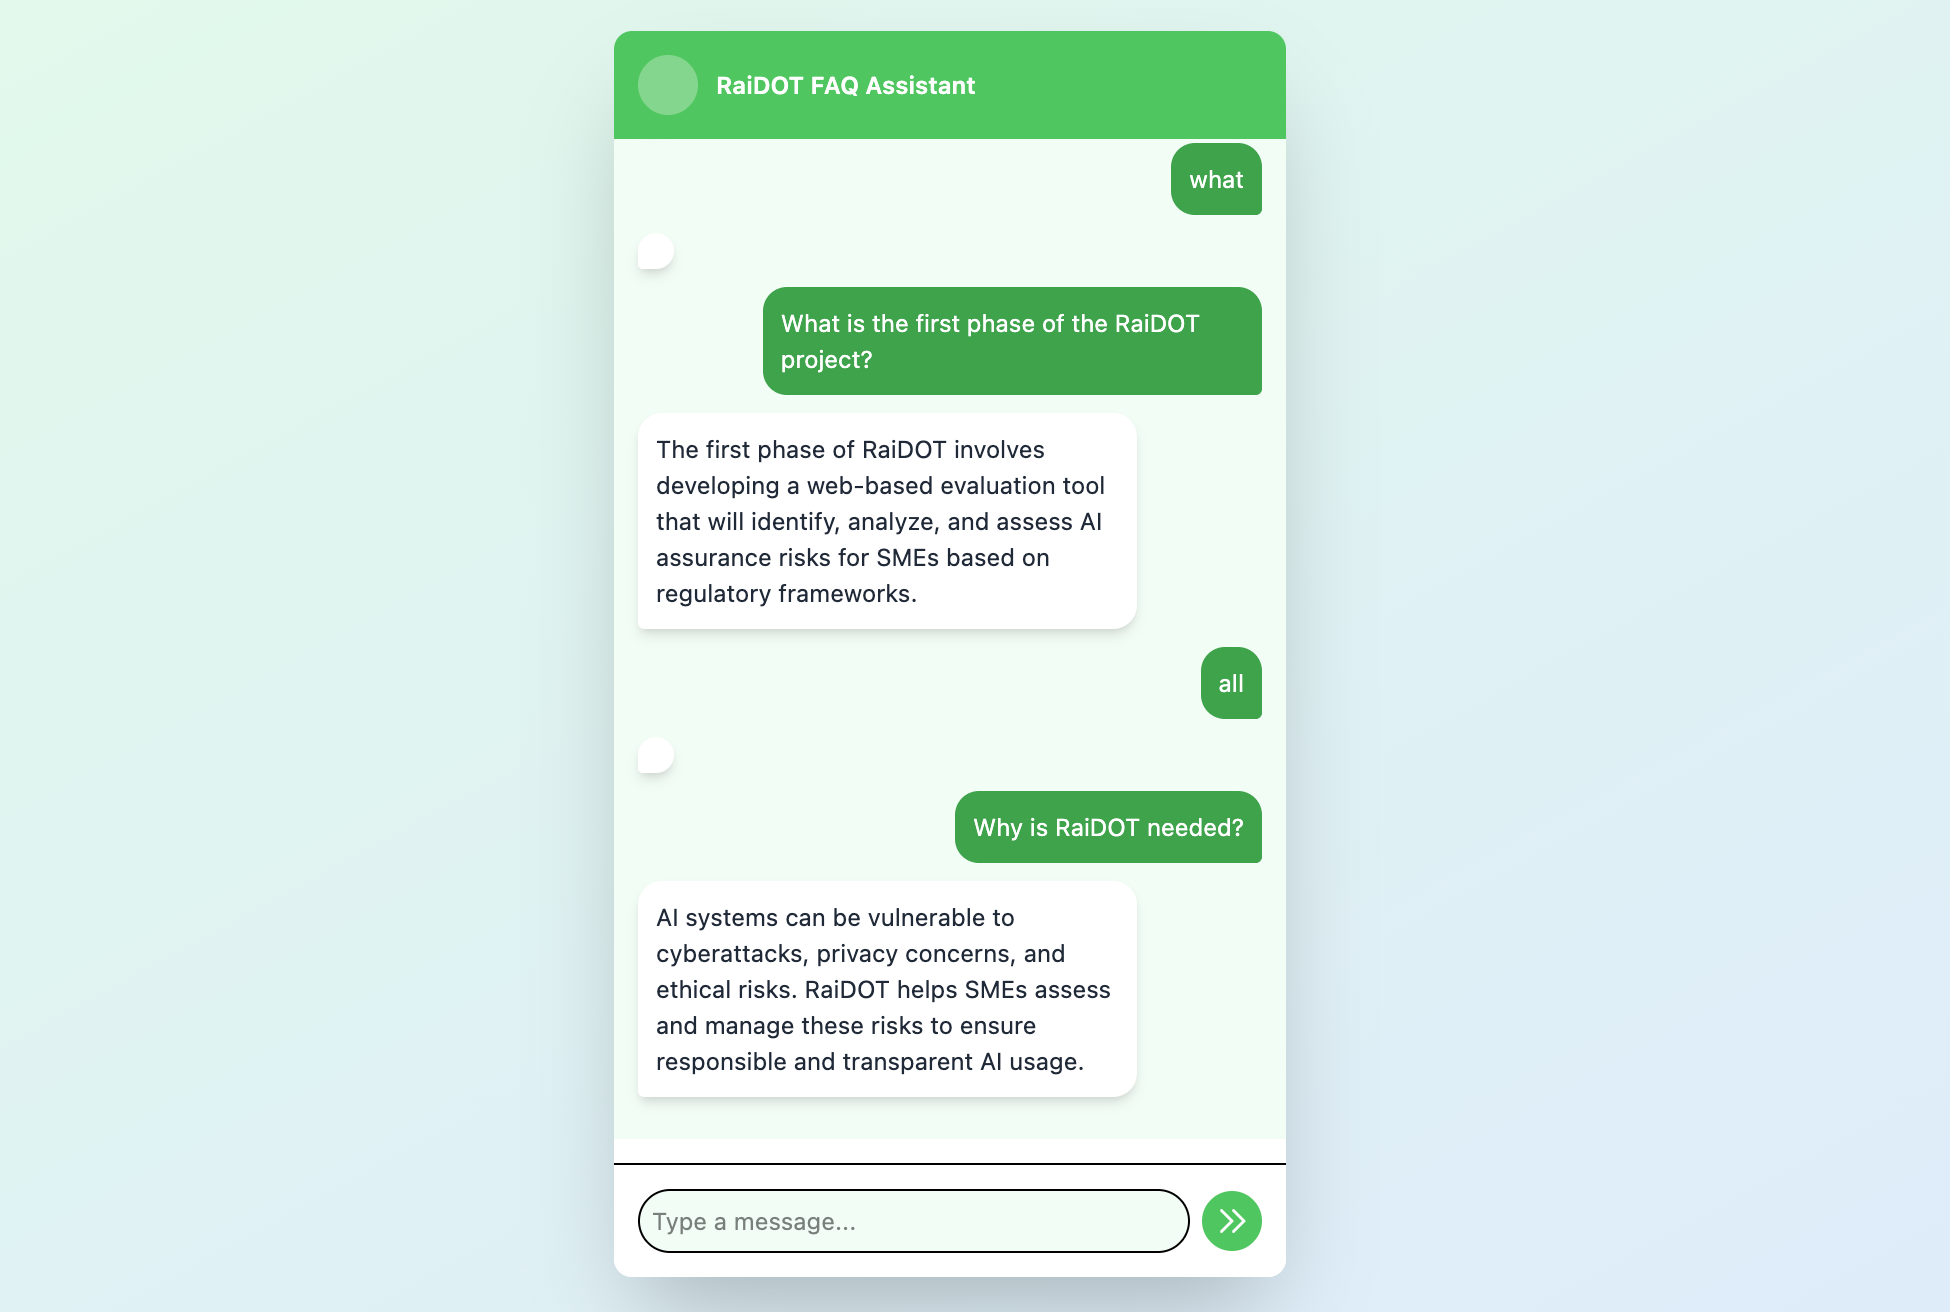 RaiDOT FAQ Assistant
what
What is the first phase of the RaiDOT
project?
The first phase of RaiDOT involves
developing a web-based evaluation tool
that will identify, analyze, and assess AI
assurance risks for SMEs based on
regulatory frameworks.
all
Why is RaiDOT needed?
AI systems can be vulnerable to
cyberattacks, privacy concerns, and
ethical risks. RaiDOT helps SMEs assess
and manage these risks to ensure
responsible and transparent AI usage.
Type a message...